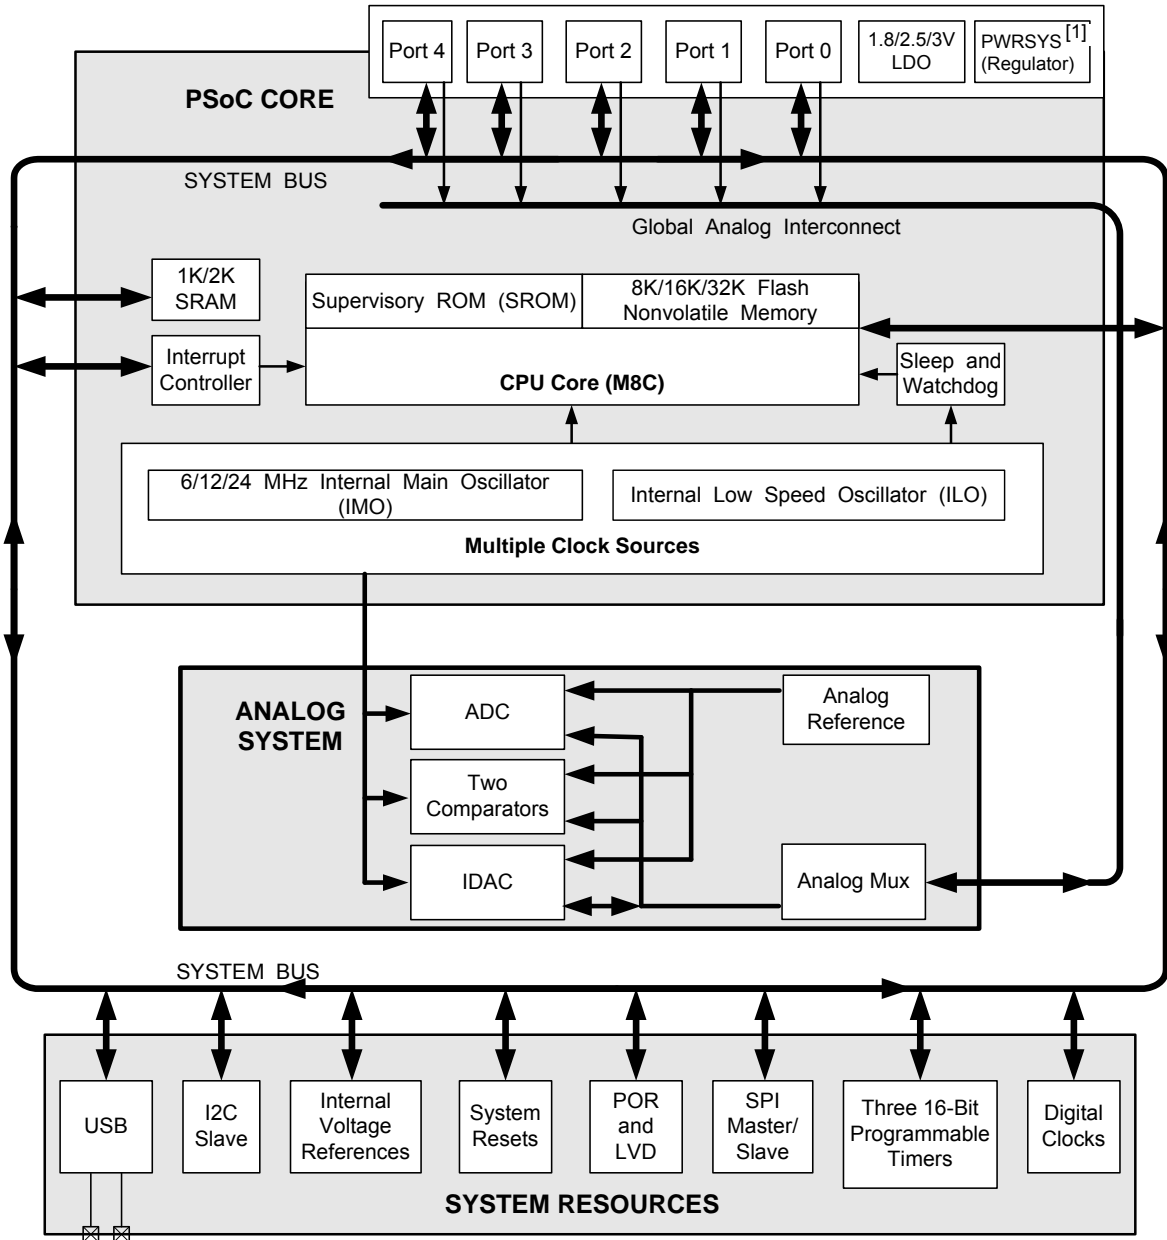 Port 4
Port 3
Port 2
Port 1
Port 0
1.8/2.5/3V
LDO
PWRSYS [1]
(Regulator)
PSoC CORE
SYSTEM BUS
Global Analog Interconnect
1K/2K
SRAM
Supervisory ROM (SROM)
8K/16K/32K Flash
Nonvolatile Memory
Interrupt
Controller
CPU Core (M8C)
Sleep and
Watchdog
6/12/24 MHz Internal Main Oscillator
(IMO)
Internal Low Speed Oscillator (ILO)
Multiple Clock Sources
ANALOG
SYSTEM
ADC
Analog
Reference
Two
Comparators
IDAC
Analog Mux
SYSTEM BUS
USB
I2C
Slave
Internal
Voltage
References
System
Resets
POR
and
LVD
SPI
Master/
Slave
Three 16-Bit
Programmable
Timers
Digital
Clocks
SYSTEM RESOURCES